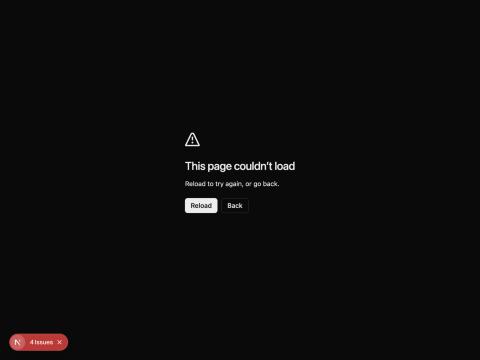 This page couldn't load
Reload to try again, or go back.
Reload
Back
N
4 Issues